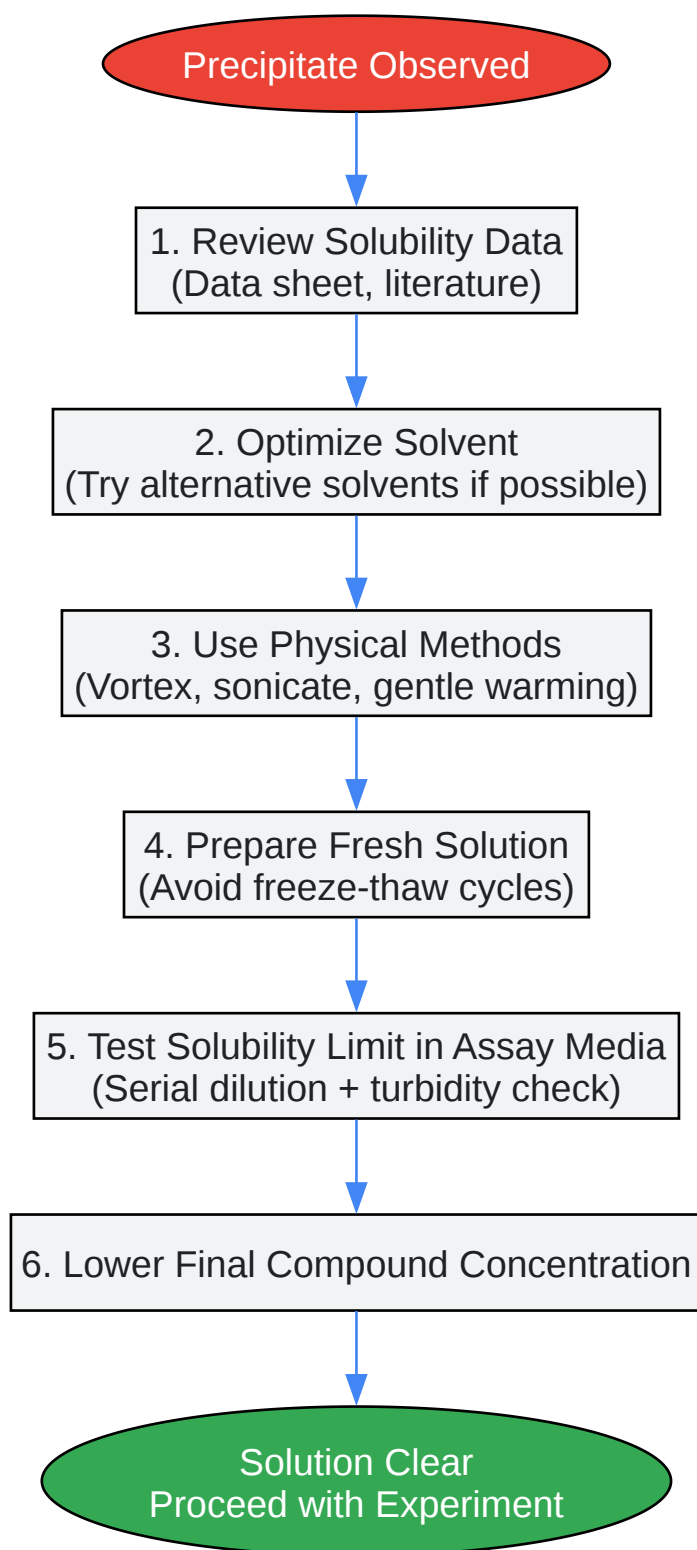 Precipitate Observed
1. Review Solubility Data
(Data sheet, literature)
2. Optimize Solvent
(Try alternative solvents if possible)
3. Use Physical Methods
(Vortex, sonicate, gentle warming)
4. Prepare Fresh Solution
(Avoid freeze-thaw cycles)
5. Test Solubility Limit in Assay Media
(Serial dilution + turbidity check)
6. Lower Final Compound Concentration
Solution Clear
Proceed with Experiment